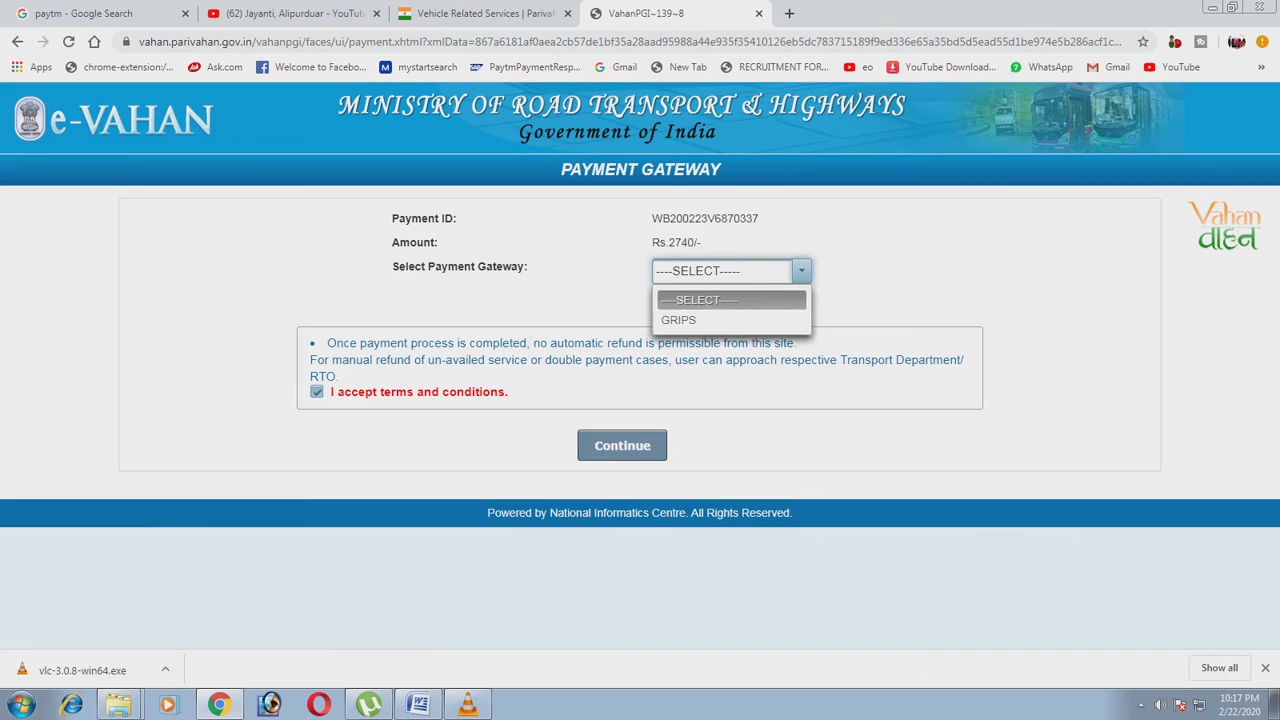 paytm - Google Search
(62) Jayanti, Alipurduar - YouTu
Vehicle Related Services | Parivah
VahanPGI~139~8
vahan.parivahan.gov.in/vahanpgi/faces/ui/payment.xhtml?xmlData=
Apps
chrome-extension:/...
Ask.com
Welcome to Facebo...
mystartsearch
PaytmPaymentResp...
Gmail
New Tab
RECRUITMENT FOR...
eo
YouTube Download...
WhatsApp
Gmail
YouTube
»
e-VAHAN
MINISTRY OF ROAD TRANSPORT & HIGHWAYS
Government of India
PAYMENT GATEWAY
Vahan
वाहन
Payment ID: WB200223V6870337
Amount: Rs.2740/-
Select Payment Gateway: ----SELECT-----
----SELECT-----
GRIPS
• Once payment process is completed, no automatic refund is permissible from this site.
For manual refund of un-availed service or double payment cases, user can approach respective Transport Department/
RTO.
I accept terms and conditions.
Continue
Powered by National Informatics Centre. All Rights Reserved.
vlc-3.0.8-win64.exe
Show all
10:17 PM
2/22/2020